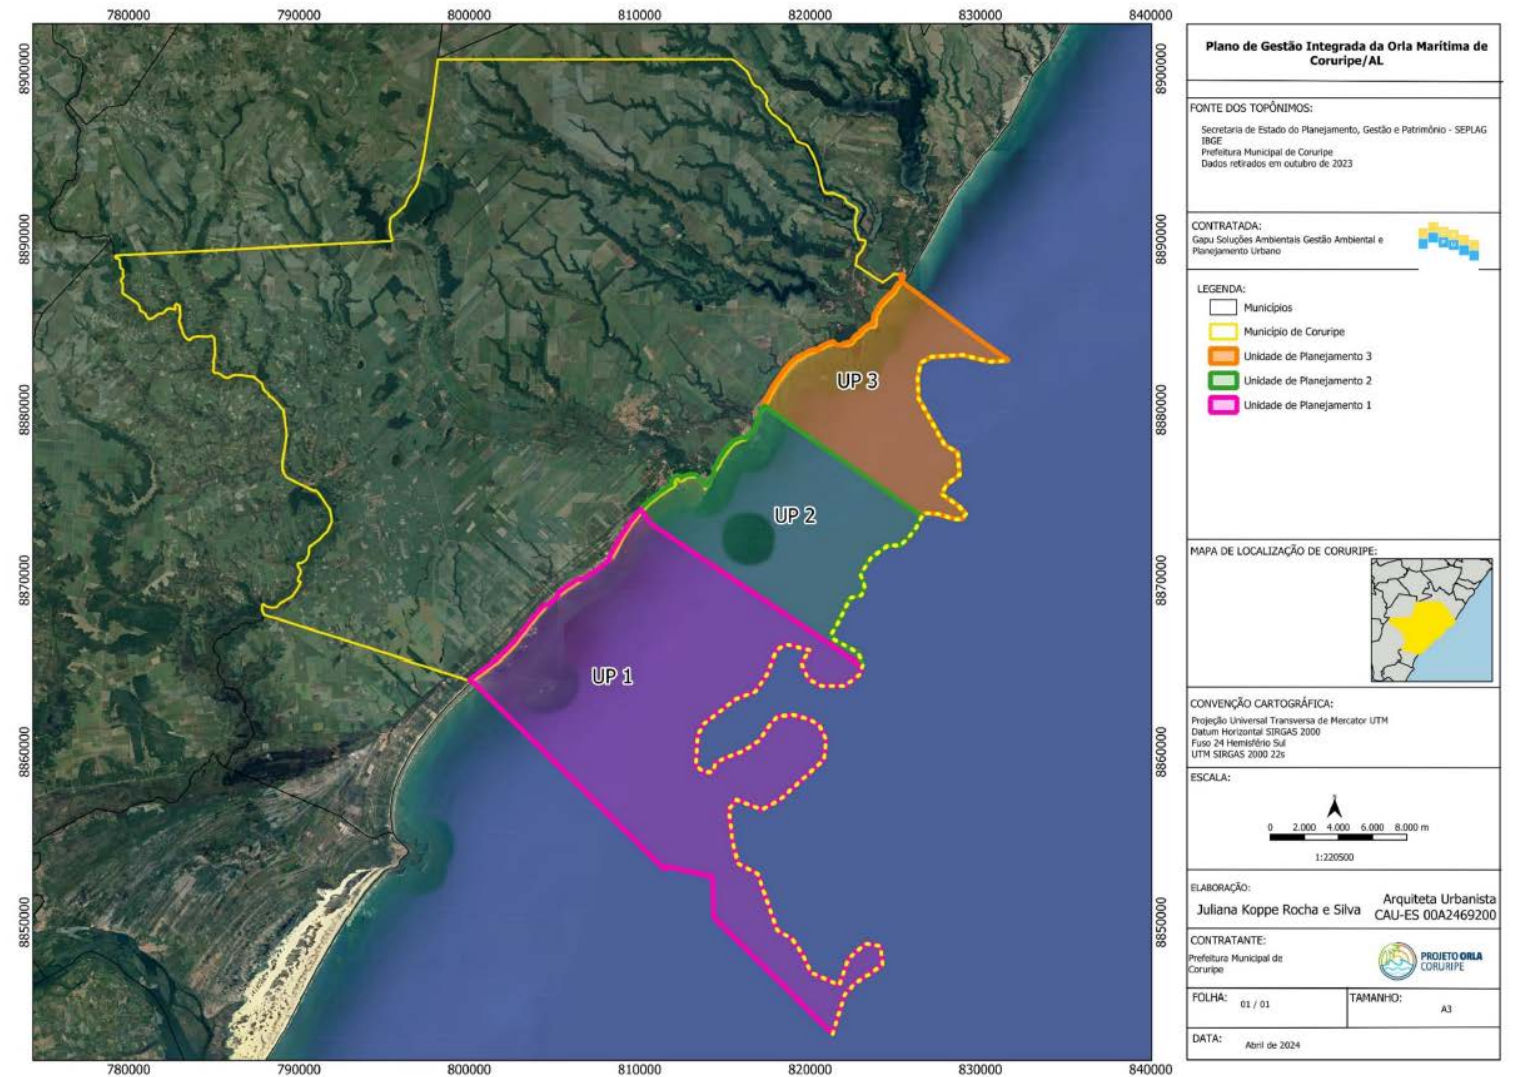 780000 790000 800000 810000 820000 830000 840000
8900000
8890000
8880000
8870000
8860000
8850000
UP 3
UP 2
UP 1
8900000
8890000
8880000
8870000
8860000
8850000
780000 790000 800000 810000 820000 830000 840000
Plano de Gestão Integrada da Orla Marítima de
Coruripe/AL
FONTE DOS TOPÔNIMOS:
Secretaria de Estado do Planejamento, Gestão e Patrimônio - SEPLAG
IBGE
Prefeitura Municipal de Coruripe
Dados retirados em outubro de 2023
CONTRATADA:
Gapu Soluções Ambientais Gestão Ambiental e
Planejamento Urbano
LEGENDA:
Municípios
Município de Coruripe
Unidade de Planejamento 3
Unidade de Planejamento 2
Unidade de Planejamento 1
MAPA DE LOCALIZAÇÃO DE CORURIPE:
CONVENÇÃO CARTOGRÁFICA:
Projeção Universal Transversa de Mercator UTM
Datum Horizontal SIRGAS 2000
Fuso 24 Hemisfério Sul
UTM SIRGAS 2000 22s
ESCALA:
0 2.000 4.000 6.000 8.000 m
1:220500
ELABORAÇÃO:
Juliana Koppe Rocha e Silva
Arquiteta Urbanista
CAU-ES 00A2469200
CONTRATANTE:
Prefeitura Municipal de
Coruripe
PROJETO ORLA
CORURIPE
FOLHA: 01 / 01
TAMANHO: A3
DATA: Abril de 2024